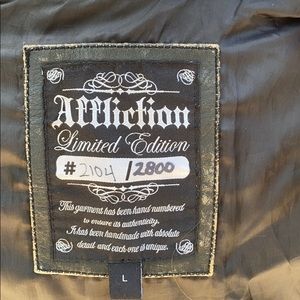 Affliction
Limited Edition
#2104 /2800
This garment has been hand numbered
to ensure its authenticity.
It has been handmade with absolute
detail and each one is unique.
L